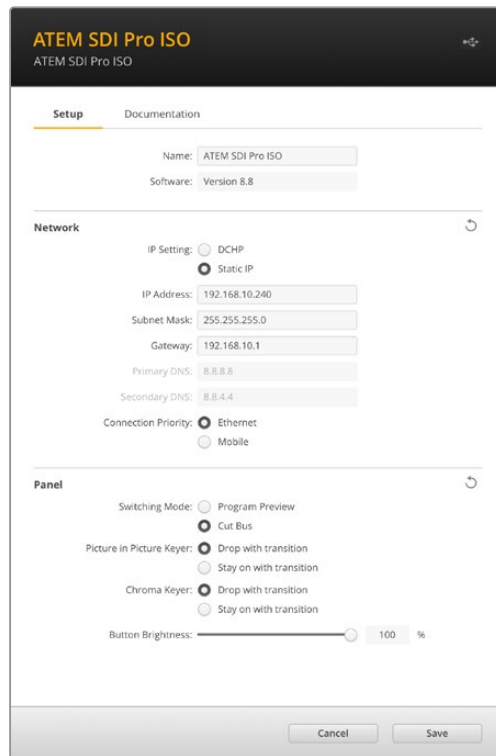 ATEM SDI Pro ISO
ATEM SDI Pro ISO
Setup Documentation
Name: ATEM SDI Pro ISO
Software: Version 8.8
Network
IP Setting: DCHP
Static IP
IP Address: 192.168.10.240
Subnet Mask: 255.255.255.0
Gateway: 192.168.10.1
Primary DNS: 8.8.8.8
Secondary DNS: 8.8.4.4
Connection Priority: Ethernet
Mobile
Panel
Switching Mode: Program Preview
Cut Bus
Picture in Picture Keyer: Drop with transition
Stay on with transition
Chroma Keyer: Drop with transition
Stay on with transition
Button Brightness: 100 %
Cancel Save